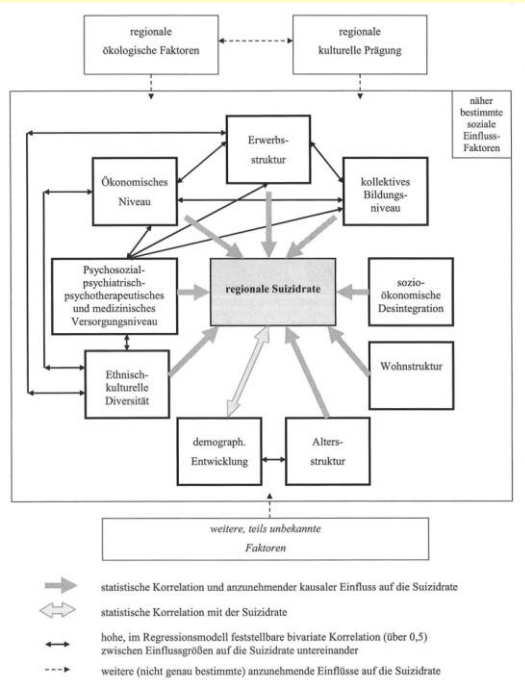 regionale
ökologische Faktoren
regionale
kulturelle Prägung
näher
bestimmte
soziale
Einfluss-
Faktoren
Erwerbs-
struktur
Ökonomisches
Niveau
kollektives
Bildungs-
niveau
Psychosozial-
psychiatrisch-
psychotherapeutisches
und medizinisches
Versorgungsniveau
regionale Suizidrate
sozio-
ökonomische
Desintegration
Ethnisch-
kulturelle
Diversität
Wohnstruktur
demograph.
Entwicklung
Alters-
struktur
weitere, teils unbekannte
Faktoren
statistische Korrelation und anzunehmender kausaler Einfluss auf die Suizidrate
statistische Korrelation mit der Suizidrate
hohe, im Regressionsmodell feststellbare bivariate Korrelation (über 0,5)
zwischen Einflussgrößen auf die Suizidrate untereinander
weitere (nicht genau bestimmte) anzunehmende Einflüsse auf die Suizidrate